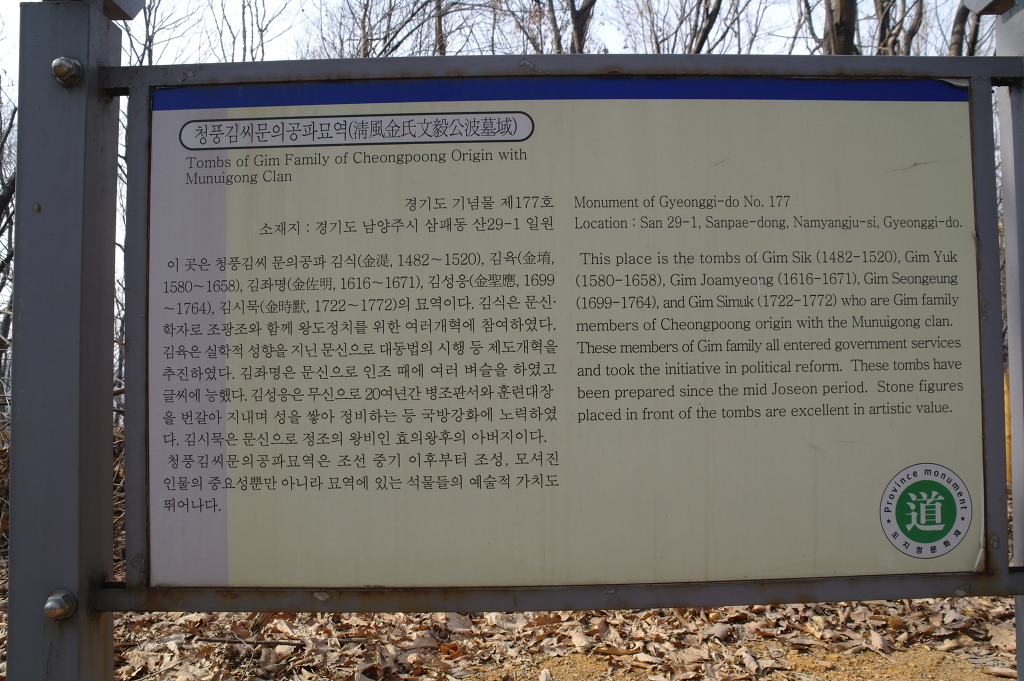 청풍김씨문의공파묘역(淸風金氏文毅公波墓域)
Tombs of Gim Family of Cheongpoong Origin with
Munuigong Clan
경기도 기념물 제177호
소재지 : 경기도 남양주시 삼패동 산29-1 일원
이 곳은 청풍김씨 문의공파 김식(金湜, 1482~1520), 김육(金堉,
1580~1658), 김좌명(金佐明, 1616~1671), 김성응(金聖應, 1699
~1764), 김시묵(金時默, 1722~1772)의 묘역이다. 김식은 문신·
학자로 조광조와 함께 왕도정치를 위한 여러개혁에 참여하였다.
김육은 실학적 성향을 지닌 문신으로 대동법의 시행 등 제도개혁을
추진하였다. 김좌명은 문신으로 인조 때에 여러 벼슬을 하였고
글씨에 능했다. 김성응은 무신으로 20여년간 병조판서와 훈련대장
을 번갈아 지내며 성을 쌓아 정비하는 등 국방강화에 노력하였
다. 김시묵은 문신으로 정조의 왕비인 효의왕후의 아버지이다.
청풍김씨문의공파묘역은 조선 중기 이후부터 조성, 모셔진
인물의 중요성뿐만 아니라 묘역에 있는 석물들의 예술적 가치도
뛰어나다.
Monument of Gyeonggi-do No. 177
Location : San 29-1, Sanpae-dong, Namyangju-si, Gyeonggi-do.
This place is the tombs of Gim Sik (1482-1520), Gim Yuk
(1580-1658), Gim Joamyeong (1616-1671), Gim Seongeung
(1699-1764), and Gim Simuk (1722-1772) who are Gim family
members of Cheongpoong origin with the Munuigong clan.
These members of Gim family all entered government services
and took the initiative in political reform. These tombs have
been prepared since the mid Joseon period. Stone figures
placed in front of the tombs are excellent in artistic value.
Province monument
道
도지정문화재